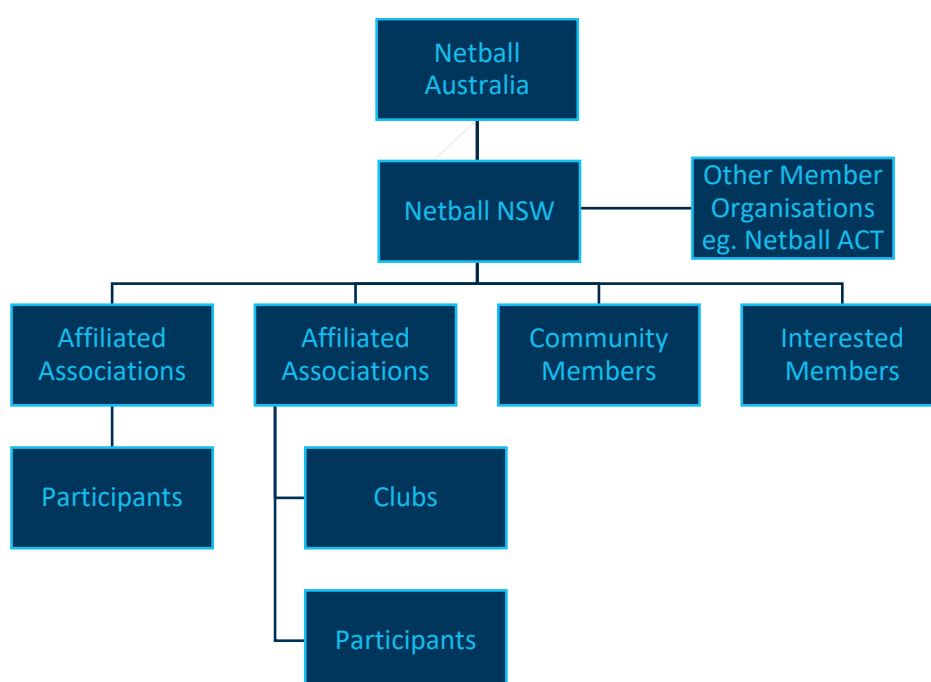 Netball
Australia
Netball NSW
Other Member
Organisations
eg. Netball ACT
Affiliated
Associations
Affiliated
Associations
Community
Members
Interested
Members
Participants
Clubs
Participants